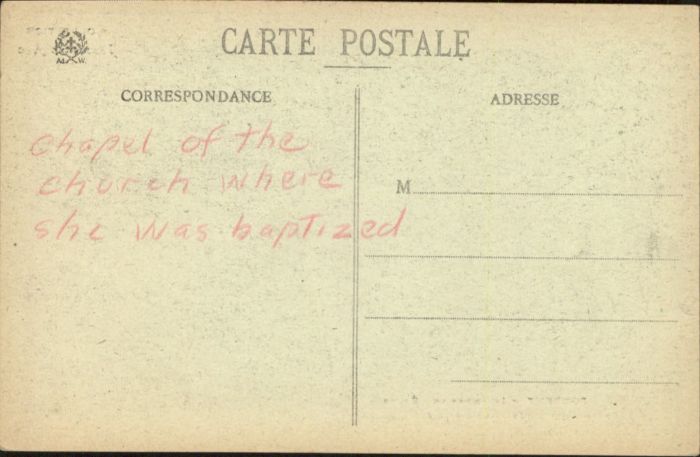 CARTE POSTALE
M. W.
CORRESPONDANCE
ADRESSE
chapel of the
church where
she was baptized
M